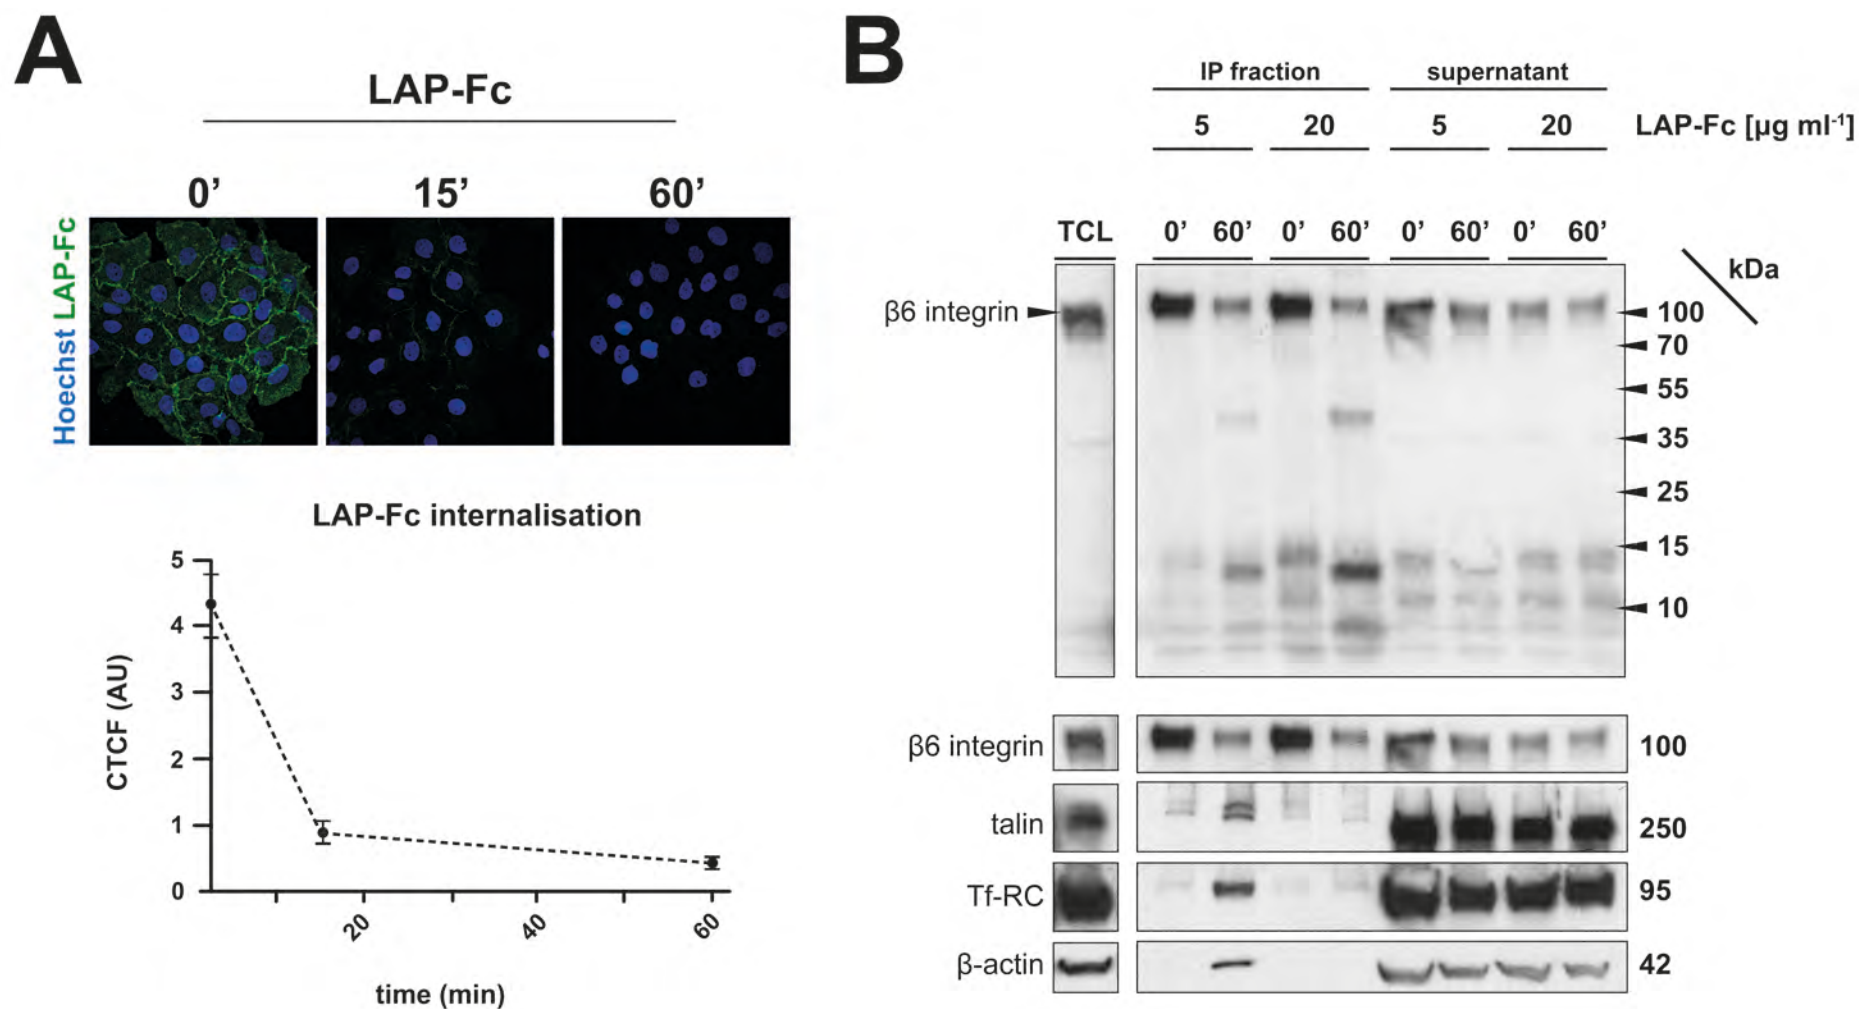 A
LAP-Fc
0’ 15’ 60’
Hoechst LAP-Fc
LAP-Fc internalisation
CTCF (AU)
5
4
3
2
1
0
20 40 60
time (min)
B
IP fraction supernatant
5 20 5 20 LAP-Fc [µg ml-1]
TCL 0’ 60’ 0’ 60’ 0’ 60’ 0’ 60’
kDa
β6 integrin 100
70
55
35
25
15
10
β6 integrin 100
talin 250
Tf-RC 95
β-actin 42